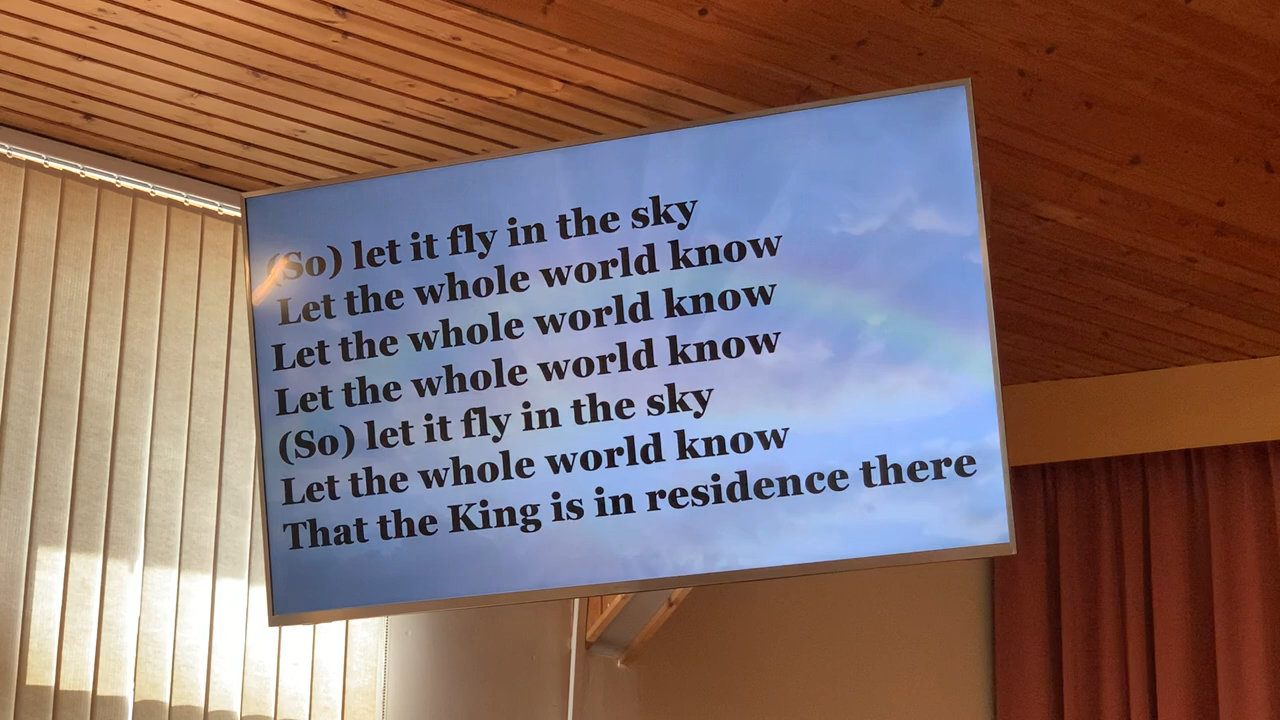 (So) let it fly in the sky
Let the whole world know
Let the whole world know
Let the whole world know
(So) let it fly in the sky
Let the whole world know
That the King is in residence there